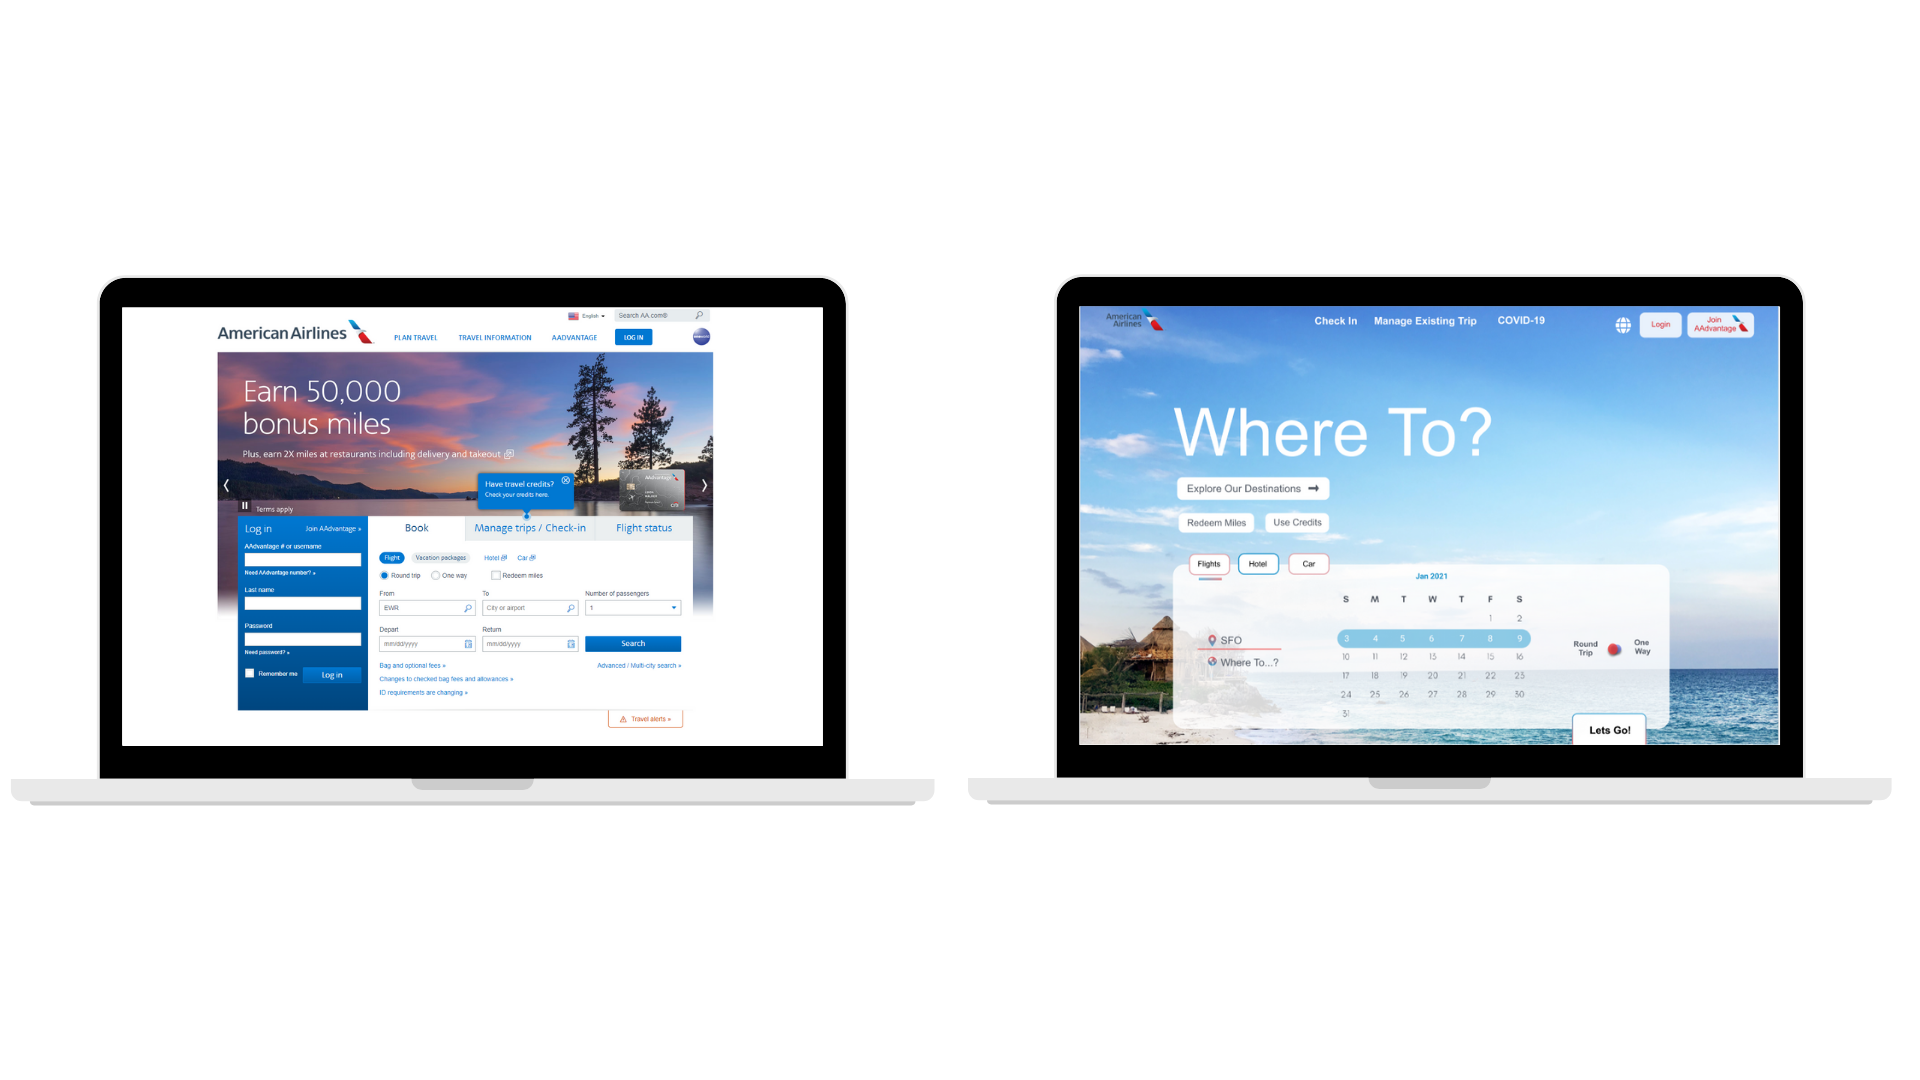 English
Search AA.com®
American Airlines
PLAN TRAVEL
TRAVEL INFORMATION
AADVANTAGE
LOG IN
Earn 50,000
bonus miles
Plus, earn 2X miles at restaurants including delivery and takeout
Have travel credits?
Check your credits here.
AAdvantage
citi
Terms apply
Log in
Join AAdvantage »
AAdvantage # or username
Need AAdvantage number? »
Last name
Password
Need password? »
Remember me
Log in
Book
Manage trips / Check-in
Flight status
Flight
Vacation packages
Hotel
Car
Round trip
One way
Redeem miles
From
To
Number of passengers
EWR
City or airport
1
Depart
Return
mm/dd/yyyy
mm/dd/yyyy
Search
Bag and optional fees »
Advanced / Multi-city search »
Changes to checked bag fees and allowances »
ID requirements are changing »
Travel alerts »
American
Airlines
Check In
Manage Existing Trip
COVID-19
Login
Join
AAdvantage
Where To?
Explore Our Destinations
Redeem Miles
Use Credits
Flights
Hotel
Car
SFO
Where To...?
Jan 2021
S M T W T F S
1 2
3 4 5 6 7 8 9
10 11 12 13 14 15 16
17 18 19 20 21 22 23
24 25 26 27 28 29 30
31
Round
Trip
One
Way
Lets Go!